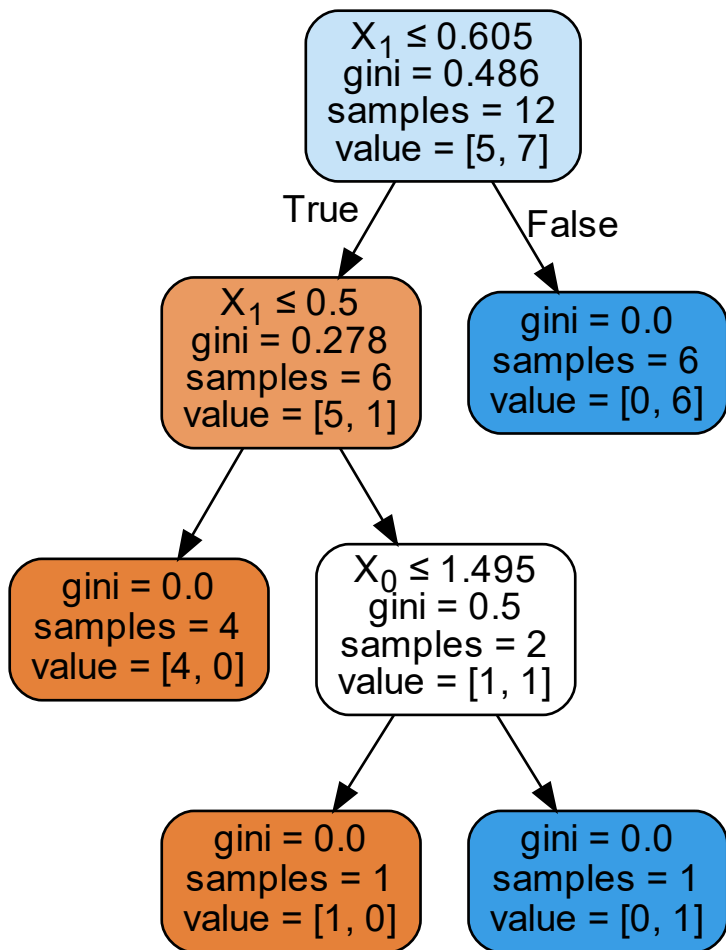 X₁ ≤ 0.605
gini = 0.486
samples = 12
value = [5, 7]
True
False
X₁ ≤ 0.5
gini = 0.278
samples = 6
value = [5, 1]
gini = 0.0
samples = 6
value = [0, 6]
gini = 0.0
samples = 4
value = [4, 0]
X₀ ≤ 1.495
gini = 0.5
samples = 2
value = [1, 1]
gini = 0.0
samples = 1
value = [1, 0]
gini = 0.0
samples = 1
value = [0, 1]